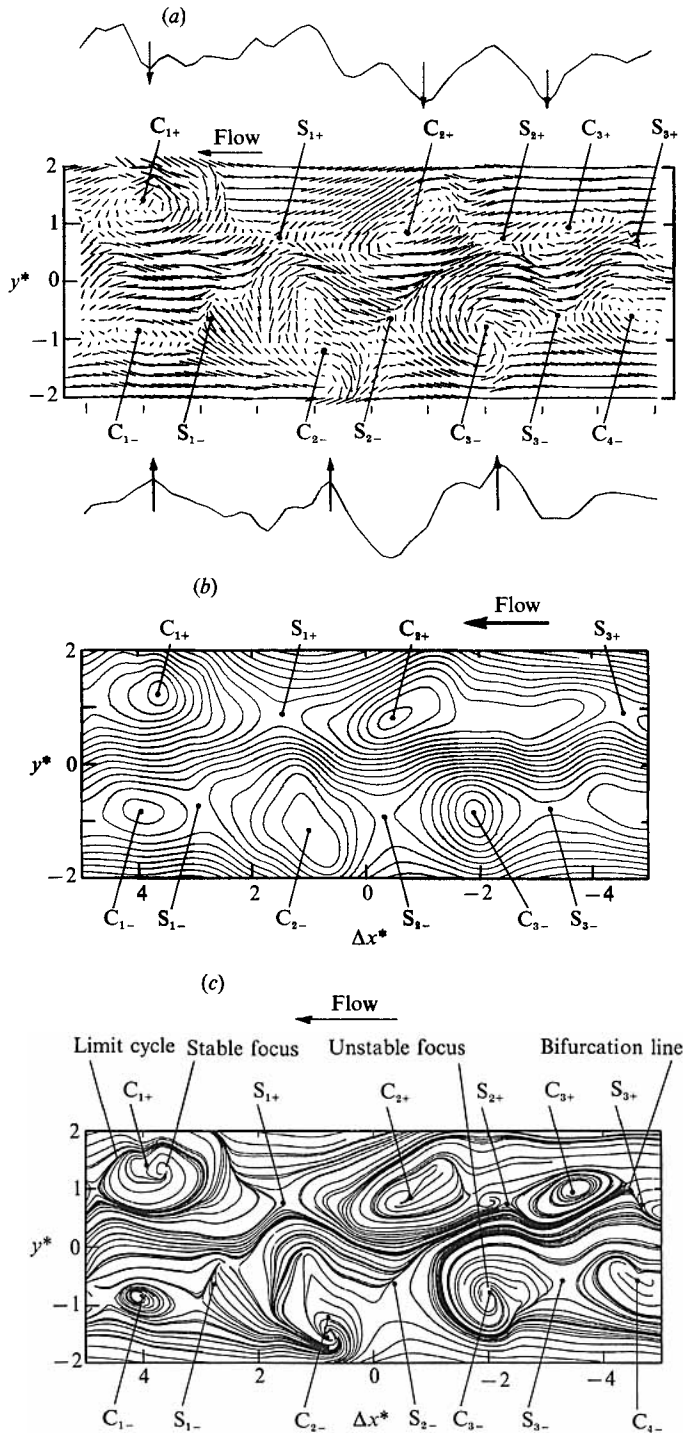 (a)
C₁₊ S₁₊ C₂₊ S₂₊ C₃₊ S₃₊
Flow
2
1
y* 0
−1
−2
C₁₋ S₁₋ C₂₋ S₂₋ C₃₋ S₃₋ C₄₋
(b)
Flow
C₁₊ S₁₊ C₂₊ S₃₊
2
y* 0
−2
4 2 0 −2 −4
C₁₋ S₁₋ C₂₋ S₂₋ C₃₋ S₃₋
Δx*
(c)
Flow
Limit cycle Stable focus Unstable focus Bifurcation line
C₁₊ S₁₊ C₂₊ S₂₊ C₃₊ S₃₊
2
1
y* 0
−1
−2
4 2 0 −2 −4
C₁₋ S₁₋ C₂₋ Δx* S₂₋ C₃₋ S₃₋ C₄₋